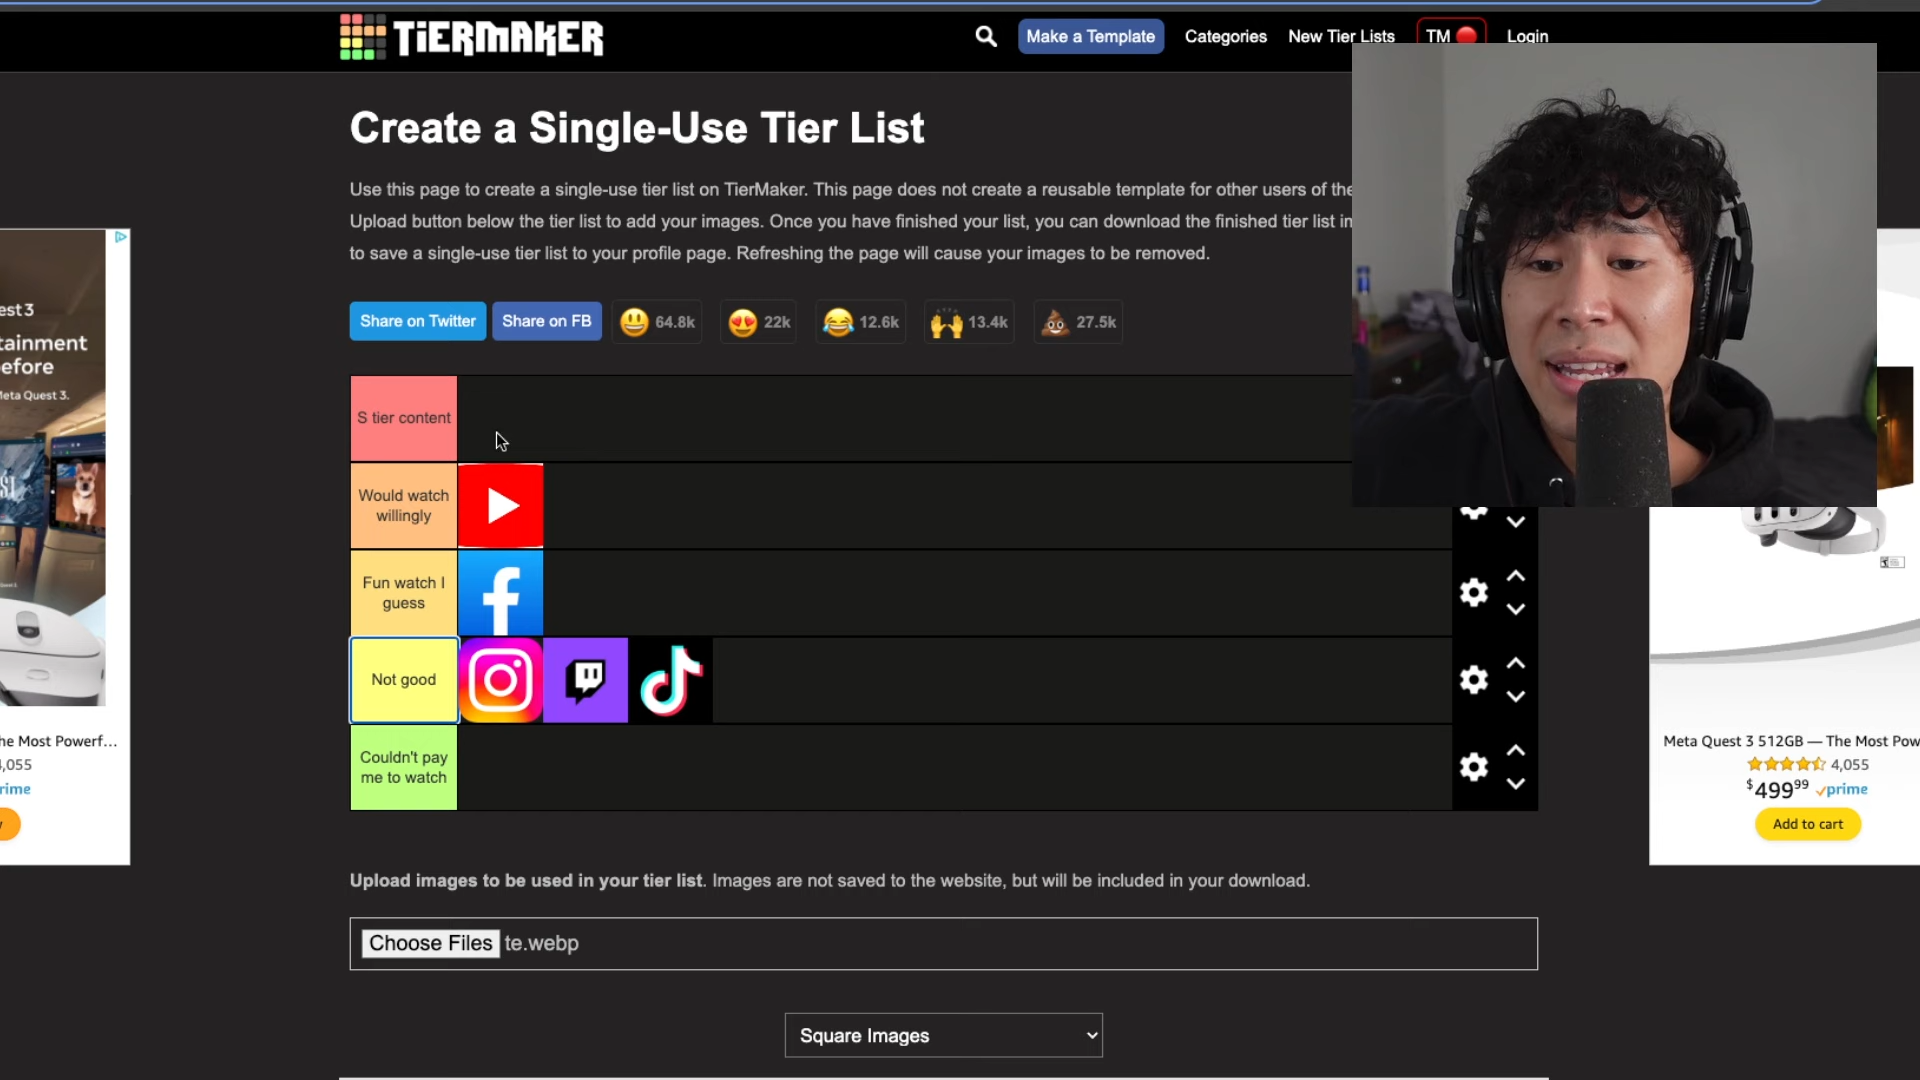 TiERMAKER
Make a Template
Categories
New Tier Lists
TM
Login
Create a Single-Use Tier List
Use this page to create a single-use tier list on TierMaker. This page does not create a reusable template for other users of the
Upload button below the tier list to add your images. Once you have finished your list, you can download the finished tier list
to save a single-use tier list to your profile page. Refreshing the page will cause your images to be removed.
Share on Twitter
Share on FB
64.8k
22k
12.6k
13.4k
27.5k
S tier content
Would watch
willingly
Fun watch I
guess
Not good
Couldn't pay
me to watch
Upload images to be used in your tier list. Images are not saved to the website, but will be included in your download.
Choose Files te.webp
Square Images
est 3
tainment
efore
Meta Quest 3.
he Most Powerf...
4,055
rime
Meta Quest 3 512GB — The Most Pow
4,055
$499.99 prime
Add to cart